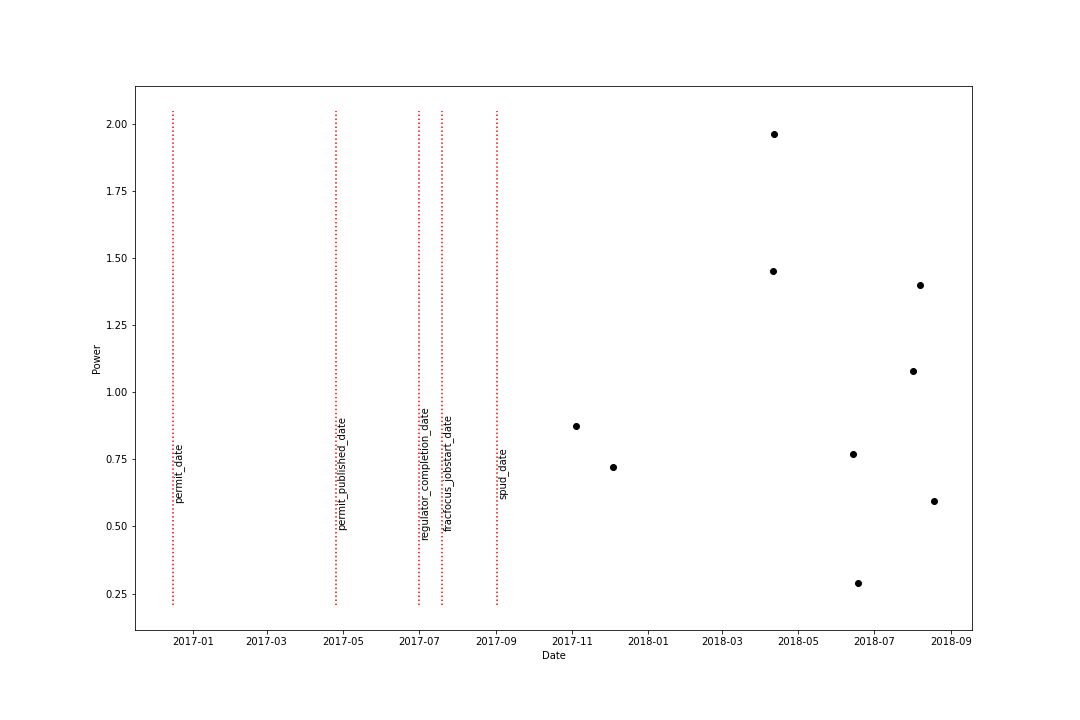 2.00
1.75
1.50
1.25
1.00
0.75
0.50
0.25
Power
permit_date
permit_published_date
regulator_completion_date
fracfocus_jobstart_date
spud_date
2017-01
2017-03
2017-05
2017-07
2017-09
2017-11
2018-01
2018-03
2018-05
2018-07
2018-09
Date